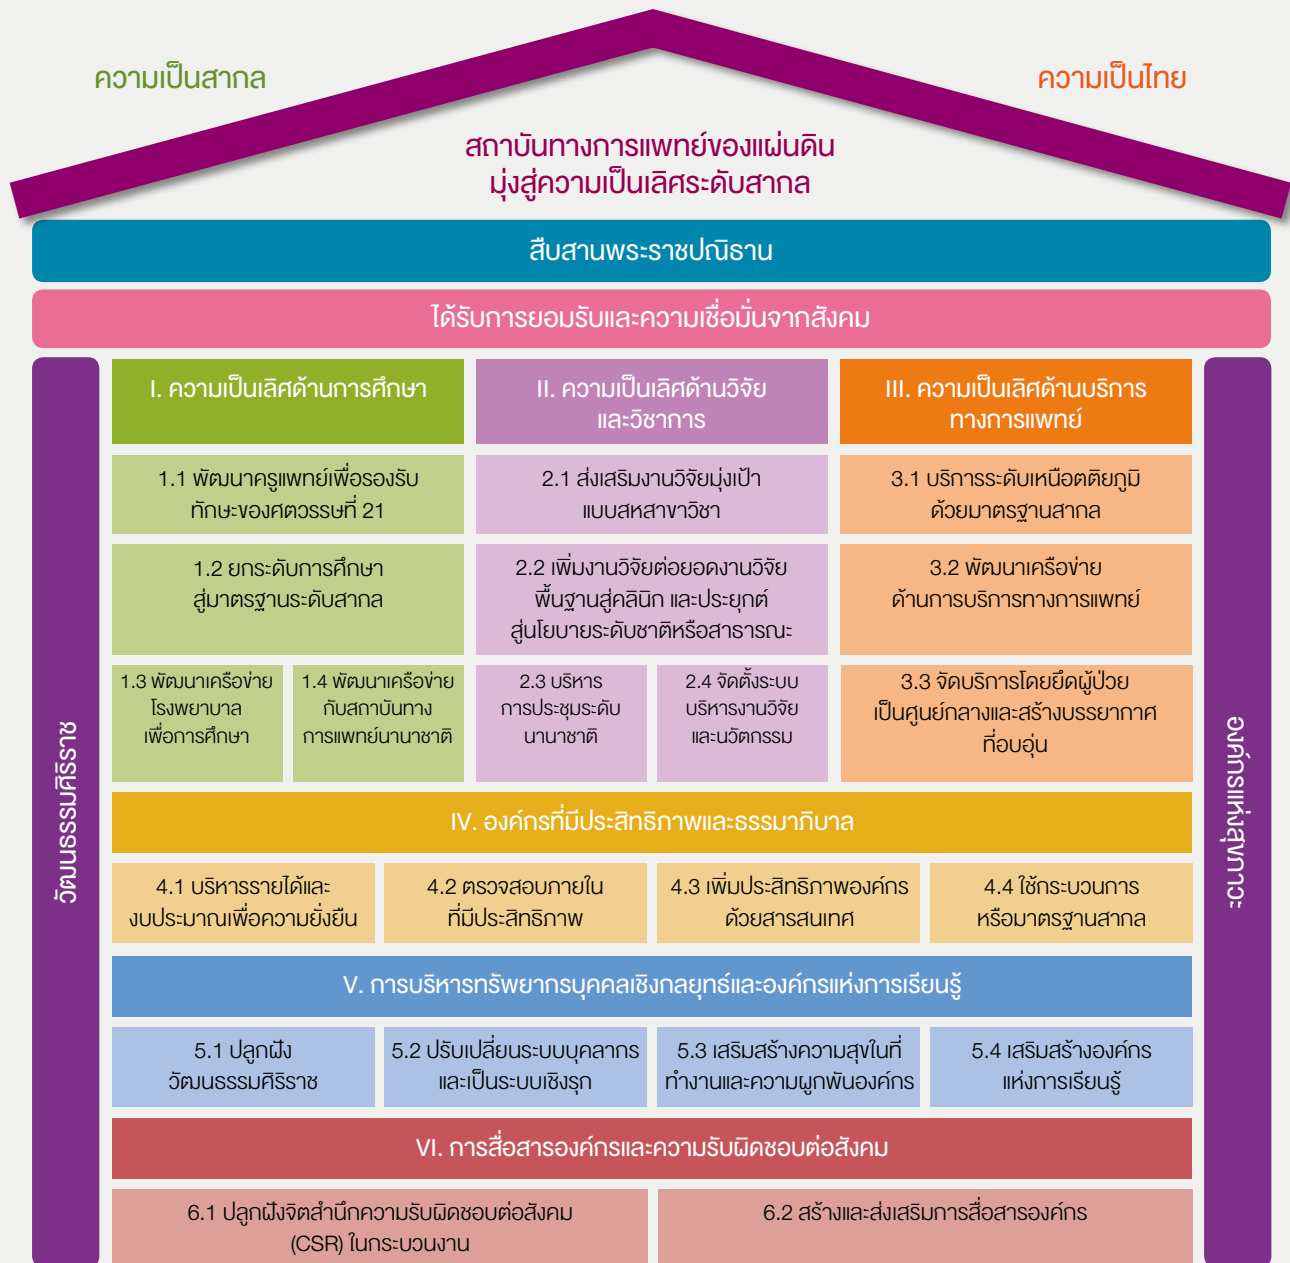 ความเป็นสากล
ความเป็นไทย
สถาบันทางการแพทย์ของแผ่นดิน
มุ่งสู่ความเป็นเลิศระดับสากล
สืบสานพระราชปณิธาน
ได้รับการยอมรับและความเชื่อมั่นจากสังคม
วัฒนธรรมศิริราช
I. ความเป็นเลิศด้านการศึกษา
II. ความเป็นเลิศด้านวิจัย
และวิชาการ
III. ความเป็นเลิศด้านบริการ
ทางการแพทย์
1.1 พัฒนาครูแพทย์เพื่อรองรับ
ทักษะของศตวรรษที่ 21
2.1 ส่งเสริมงานวิจัยมุ่งเป้า
แบบสหสาขาวิชา
3.1 บริการระดับเหนือตติยภูมิ
ด้วยมาตรฐานสากล
1.2 ยกระดับการศึกษา
สู่มาตรฐานระดับสากล
2.2 เพิ่มงานวิจัยต่อยอดงานวิจัย
พื้นฐานสู่คลินิก และประยุกต์
สู่นโยบายระดับชาติหรือสาธารณะ
3.2 พัฒนาเครือข่าย
ด้านการบริการทางการแพทย์
1.3 พัฒนาเครือข่าย
โรงพยาบาล
เพื่อการศึกษา
1.4 พัฒนาเครือข่าย
กับสถาบันทาง
การแพทย์นานาชาติ
2.3 บริหาร
การประชุมระดับ
นานาชาติ
2.4 จัดตั้งระบบ
บริหารงานวิจัย
และนวัตกรรม
3.3 จัดบริการโดยยึดผู้ป่วย
เป็นศูนย์กลางและสร้างบรรยากาศ
ที่อบอุ่น
องค์กรแห่งสุขภาวะ
IV. องค์กรที่มีประสิทธิภาพและธรรมาภิบาล
4.1 บริหารรายได้และ
งบประมาณเพื่อความยั่งยืน
4.2 ตรวจสอบภายใน
ที่มีประสิทธิภาพ
4.3 เพิ่มประสิทธิภาพองค์กร
ด้วยสารสนเทศ
4.4 ใช้กระบวนการ
หรือมาตรฐานสากล
V. การบริหารทรัพยากรบุคคลเชิงกลยุทธ์และองค์กรแห่งการเรียนรู้
5.1 ปลูกฝัง
วัฒนธรรมศิริราช
5.2 ปรับเปลี่ยนระบบบุคลากร
และเป็นระบบเชิงรุก
5.3 เสริมสร้างความสุขในที่
ทำงานและความผูกพันองค์กร
5.4 เสริมสร้างองค์กร
แห่งการเรียนรู้
VI. การสื่อสารองค์กรและความรับผิดชอบต่อสังคม
6.1 ปลูกฝังจิตสำนึกความรับผิดชอบต่อสังคม
(CSR) ในกระบวนงาน
6.2 สร้างและส่งเสริมการสื่อสารองค์กร